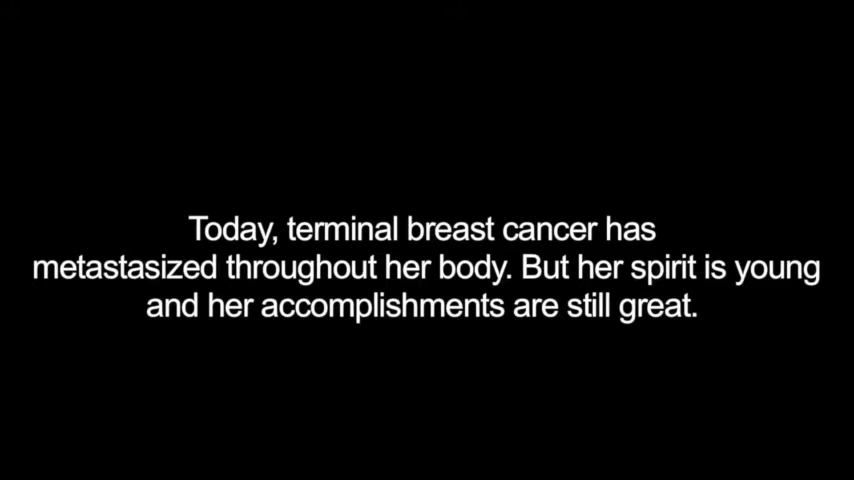 Today, terminal breast cancer has
metastasized throughout her body. But her spirit is young
and her accomplishments are still great.